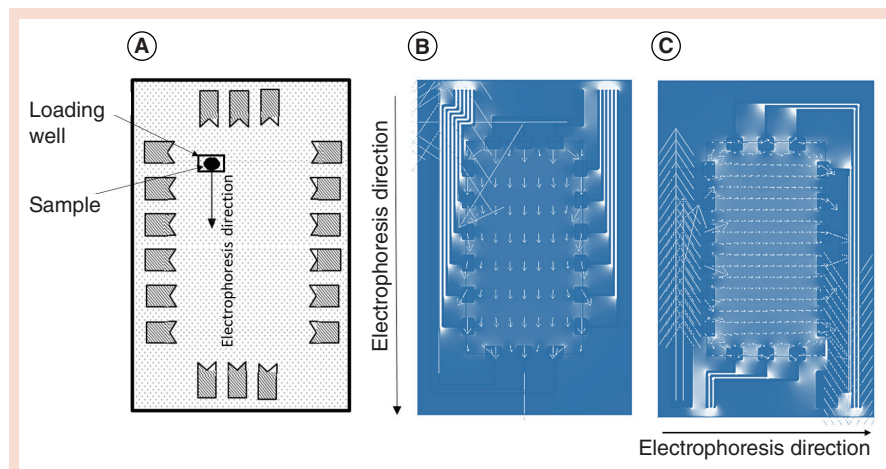 A
Loading
well
Sample
Electrophoresis direction
B
Electrophoresis direction
C
Electrophoresis direction